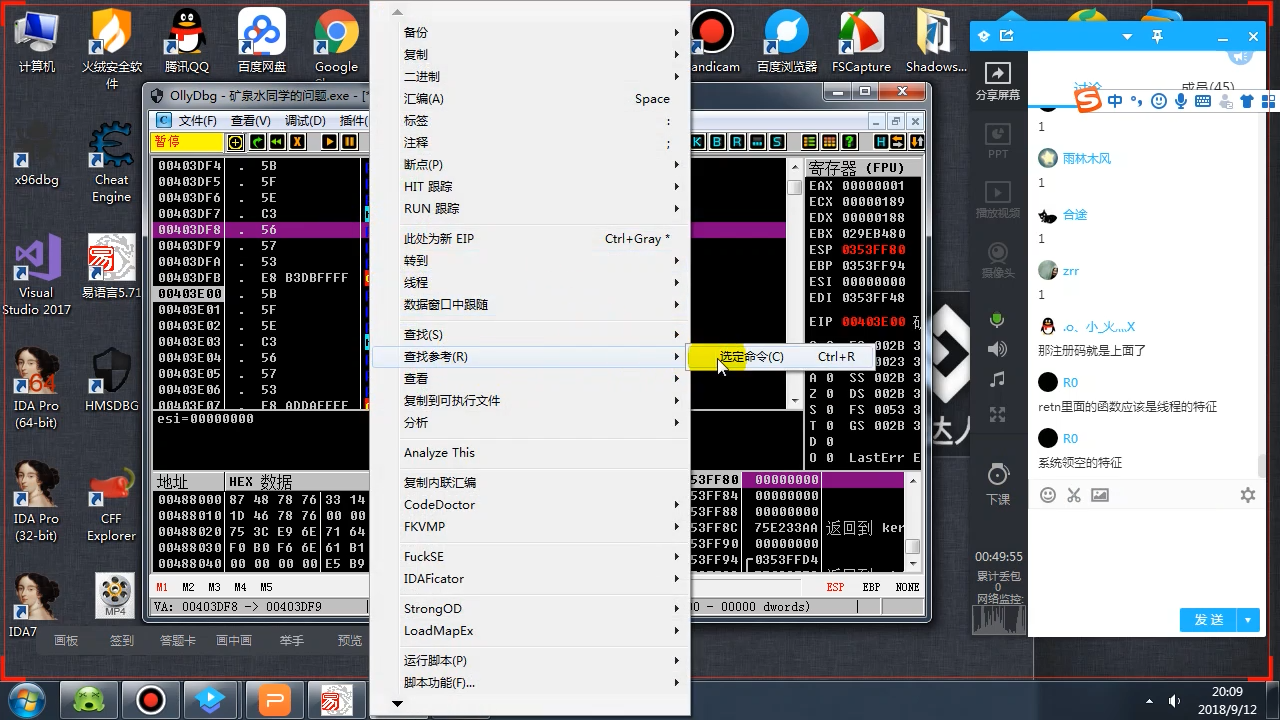 计算机
火绒安全软件
腾讯QQ
百度网盘
Google
andicam
百度浏览器
FSCapture
Shadows...
x96dbg
Cheat Engine
Visual Studio 2017
易语言5.71
IDA Pro (64-bit)
HMSDBG
IDA Pro (32-bit)
CFF Explorer
IDA7
MP4
64
OllyDbg - 矿泉水同学的问题.exe - [*
C 文件(F) 查看(V) 调试(D) 插件(
暂停
K B R ... S H
00403DF4 . 5B
00403DF5 . 5F
00403DF6 . 5E
00403DF7 . C3
00403DF8 . 56
00403DF9 . 57
00403DFA . 53
00403DFB . E8 B3DBFFFF
00403E00 . 5B
00403E01 . 5F
00403E02 . 5E
00403E03 . C3
00403E04 . 56
00403E05 . 57
00403E06 . 53
00403E07 . E8 ADDAFFFF
esi=00000000
地址 HEX 数据
00488000 87 48 78 76 33 14
00488010 1D 46 78 76 00 00
00488020 75 3C E9 6E 71 64
00488030 F0 B0 F6 6E 61 B1
00488040 00 00 00 00 E5 B9
M1 M2 M3 M4 M5
VA: 00403DF8 -> 00403DF9
备份
复制
二进制
汇编(A) Space
标签 :
注释 ;
断点(P)
HIT 跟踪
RUN 跟踪
此处为新 EIP Ctrl+Gray *
转到
线程
数据窗口中跟随
查找(S)
查找参考(R)
选定命令(C) Ctrl+R
查看
复制到可执行文件
分析
Analyze This
复制内联汇编
CodeDoctor
FKVMP
FuckSE
IDAFicator
StrongOD
LoadMapEx
运行脚本(P)
脚本功能(F)...
寄存器 (FPU)
EAX 00000001
ECX 00000189
EDX 00000188
EBX 029EB480
ESP 0353FF80
EBP 0353FF94
ESI 00000000
EDI 0353FF48
EIP 00403E00
A 0 SS 002B 3
S 0 FS 0053 3
T 0 GS 002B 3
D 0
O 0 LastErr E
53FF80 00000000
53FF84 00000000
53FF88 00000000
53FF8C 75E233AA 返回到 ker
53FF90 00000000
53FF94 0353FFD4
ESP EBP NONE
0 - 00000 dwords)
达人
画板 签到 答题卡 画中画 举手 预览
分享屏幕
PPT
播放视频
摄像头
下课
00:49:55
累计丢包
0
网络监控:
讨论 成员(45)
中
1
雨林木风
1
合途
1
zrr
1
.o、小_火,,,,X
那注册码就是上面了
R0
retn里面的函数应该是线程的特征
R0
系统领空的特征
发送
20:09
2018/9/12